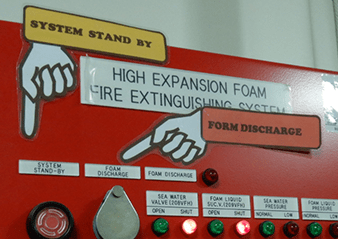 SYSTEM STAND BY
HIGH EXPANSION FOAM
FIRE EXTINGUISHING SYSTEM
FORM DISCHARGE
SYSTEM
STAND-BY
FOAM
DISCHARGE
FOAM DISCHARGE
SEA WATER
VALVE (208VFH)
OPEN SHUT
FOAM LIQUID
SUC.V. (209VFH)
OPEN SHUT
SEA WATER
PRESSURE
NORMAL LOW
FOAM LIQUID
PRESSURE
NORMAL LOW